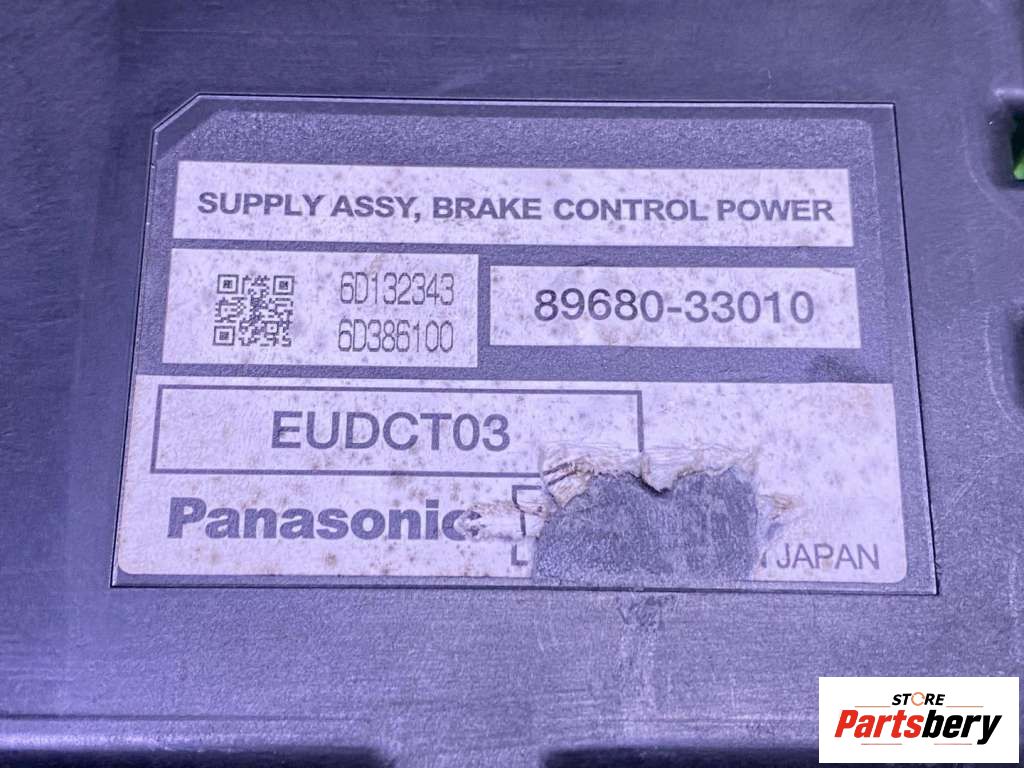 SUPPLY ASSY, BRAKE CONTROL POWER
6D132343
6D386100
89680-33010
EUDCT03
Panasonic
JAPAN
STORE
Partsbery